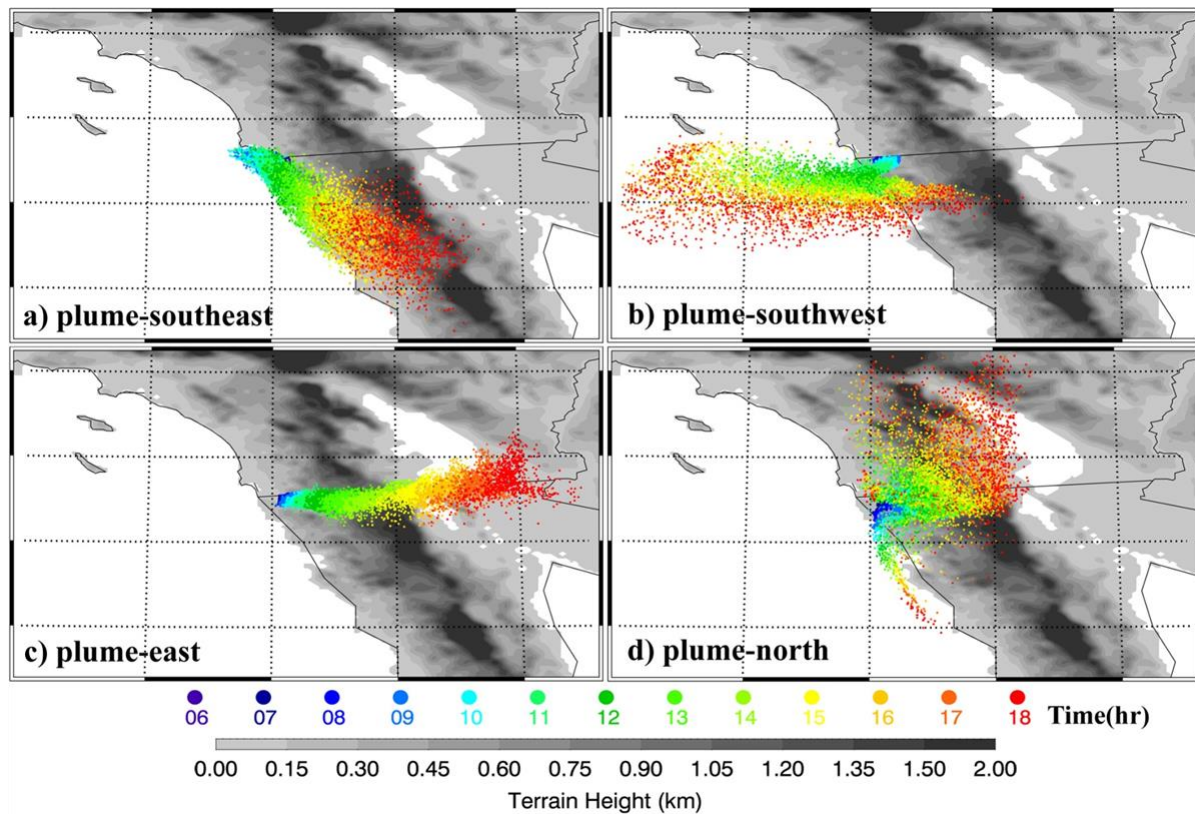 a) plume-southeast
b) plume-southwest
c) plume-east
d) plume-north
06 07 08 09 10 11 12 13 14 15 16 17 18 Time(hr)
0.00 0.15 0.30 0.45 0.60 0.75 0.90 1.05 1.20 1.35 1.50 2.00
Terrain Height (km)